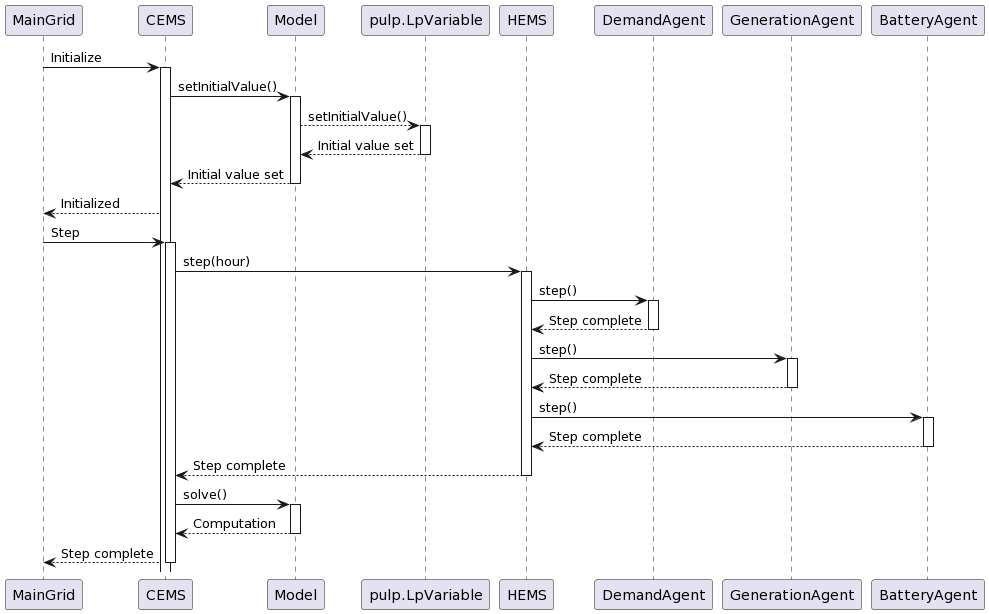 MainGrid CEMS Model pulp.LpVariable HEMS DemandAgent GenerationAgent BatteryAgent
Initialize
setInitialValue()
setInitialValue()
Initial value set
Initial value set
Initialized
Step
step(hour)
step()
Step complete
step()
Step complete
step()
Step complete
Step complete
solve()
Computation
Step complete
MainGrid CEMS Model pulp.LpVariable HEMS DemandAgent GenerationAgent BatteryAgent